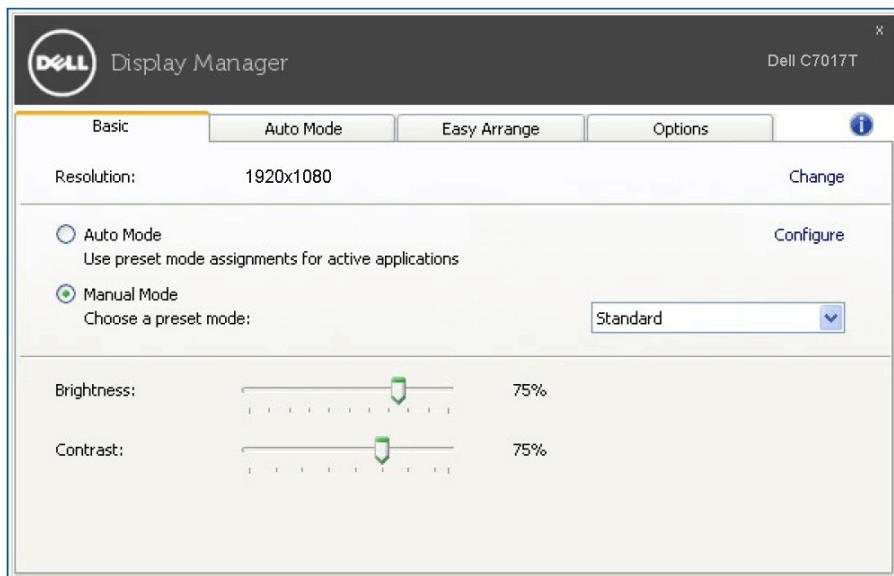 DELL Display Manager
x
Dell C7017T
Basic Auto Mode Easy Arrange Options i
Resolution: 1920x1080 Change
Auto Mode Configure
Use preset mode assignments for active applications
Manual Mode
Choose a preset mode: Standard
Brightness: 75%
Contrast: 75%